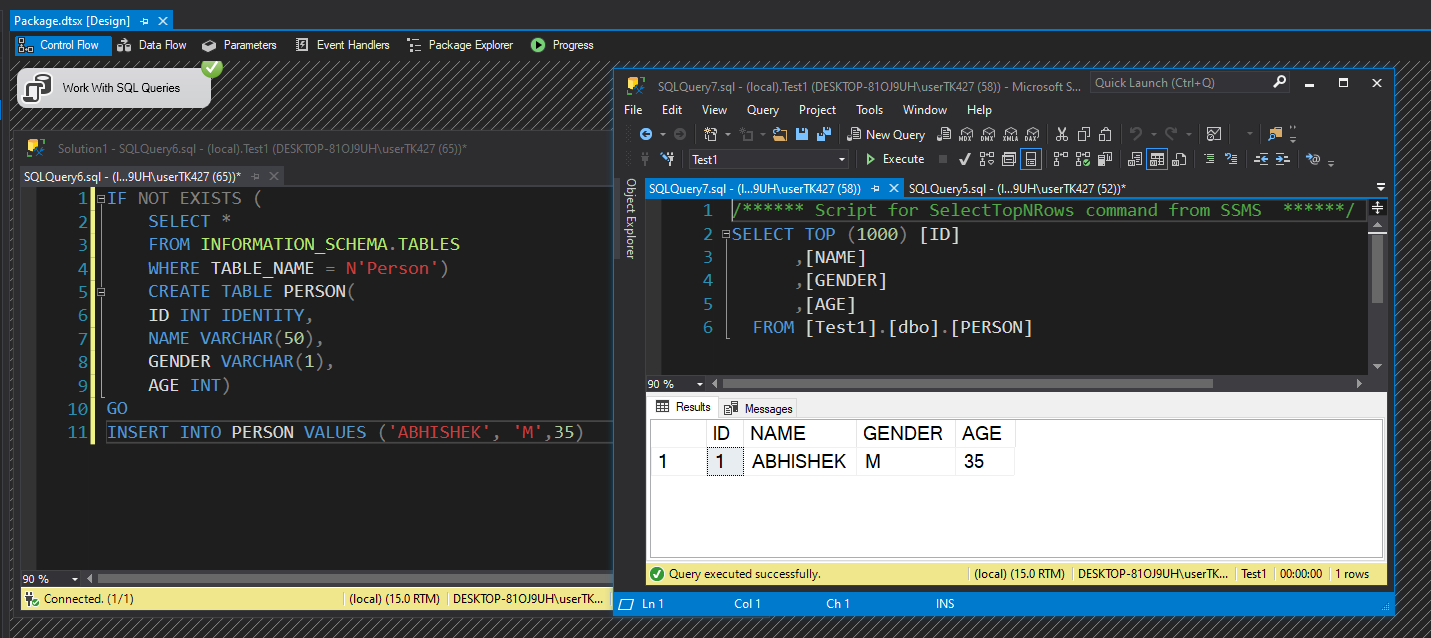 Package.dtsx [Design]
Control Flow Data Flow Parameters Event Handlers Package Explorer Progress
Work With SQL Queries
Solution1 - SQLQuery6.sql - (local).Test1 (DESKTOP-81OJ9UH\userTK427 (65))*
SQLQuery6.sql - (l...9UH\userTK427 (65))*
1 IF NOT EXISTS (
2 SELECT *
3 FROM INFORMATION_SCHEMA.TABLES
4 WHERE TABLE_NAME = N'Person')
5 CREATE TABLE PERSON(
6 ID INT IDENTITY,
7 NAME VARCHAR(50),
8 GENDER VARCHAR(1),
9 AGE INT)
10 GO
11 INSERT INTO PERSON VALUES ('ABHISHEK', 'M',35)
90 %
Connected. (1/1) (local) (15.0 RTM) DESKTOP-81OJ9UH\userTK...
SQLQuery7.sql - (local).Test1 (DESKTOP-81OJ9UH\userTK427 (58)) - Microsoft S... Quick Launch (Ctrl+Q)
File Edit View Query Project Tools Window Help
New Query MDX DMX XMLA DAX
Test1 Execute
Object Explorer
SQLQuery7.sql - (l...9UH\userTK427 (58)) SQLQuery5.sql - (l...9UH\userTK427 (52))*
1 /****** Script for SelectTopNRows command from SSMS ******/
2 SELECT TOP (1000) [ID]
3 ,[NAME]
4 ,[GENDER]
5 ,[AGE]
6 FROM [Test1].[dbo].[PERSON]
90 %
Results Messages
ID NAME GENDER AGE
1 1 ABHISHEK M 35
Query executed successfully. (local) (15.0 RTM) DESKTOP-81OJ9UH\userTK... Test1 00:00:00 1 rows
Ln 1 Col 1 Ch 1 INS